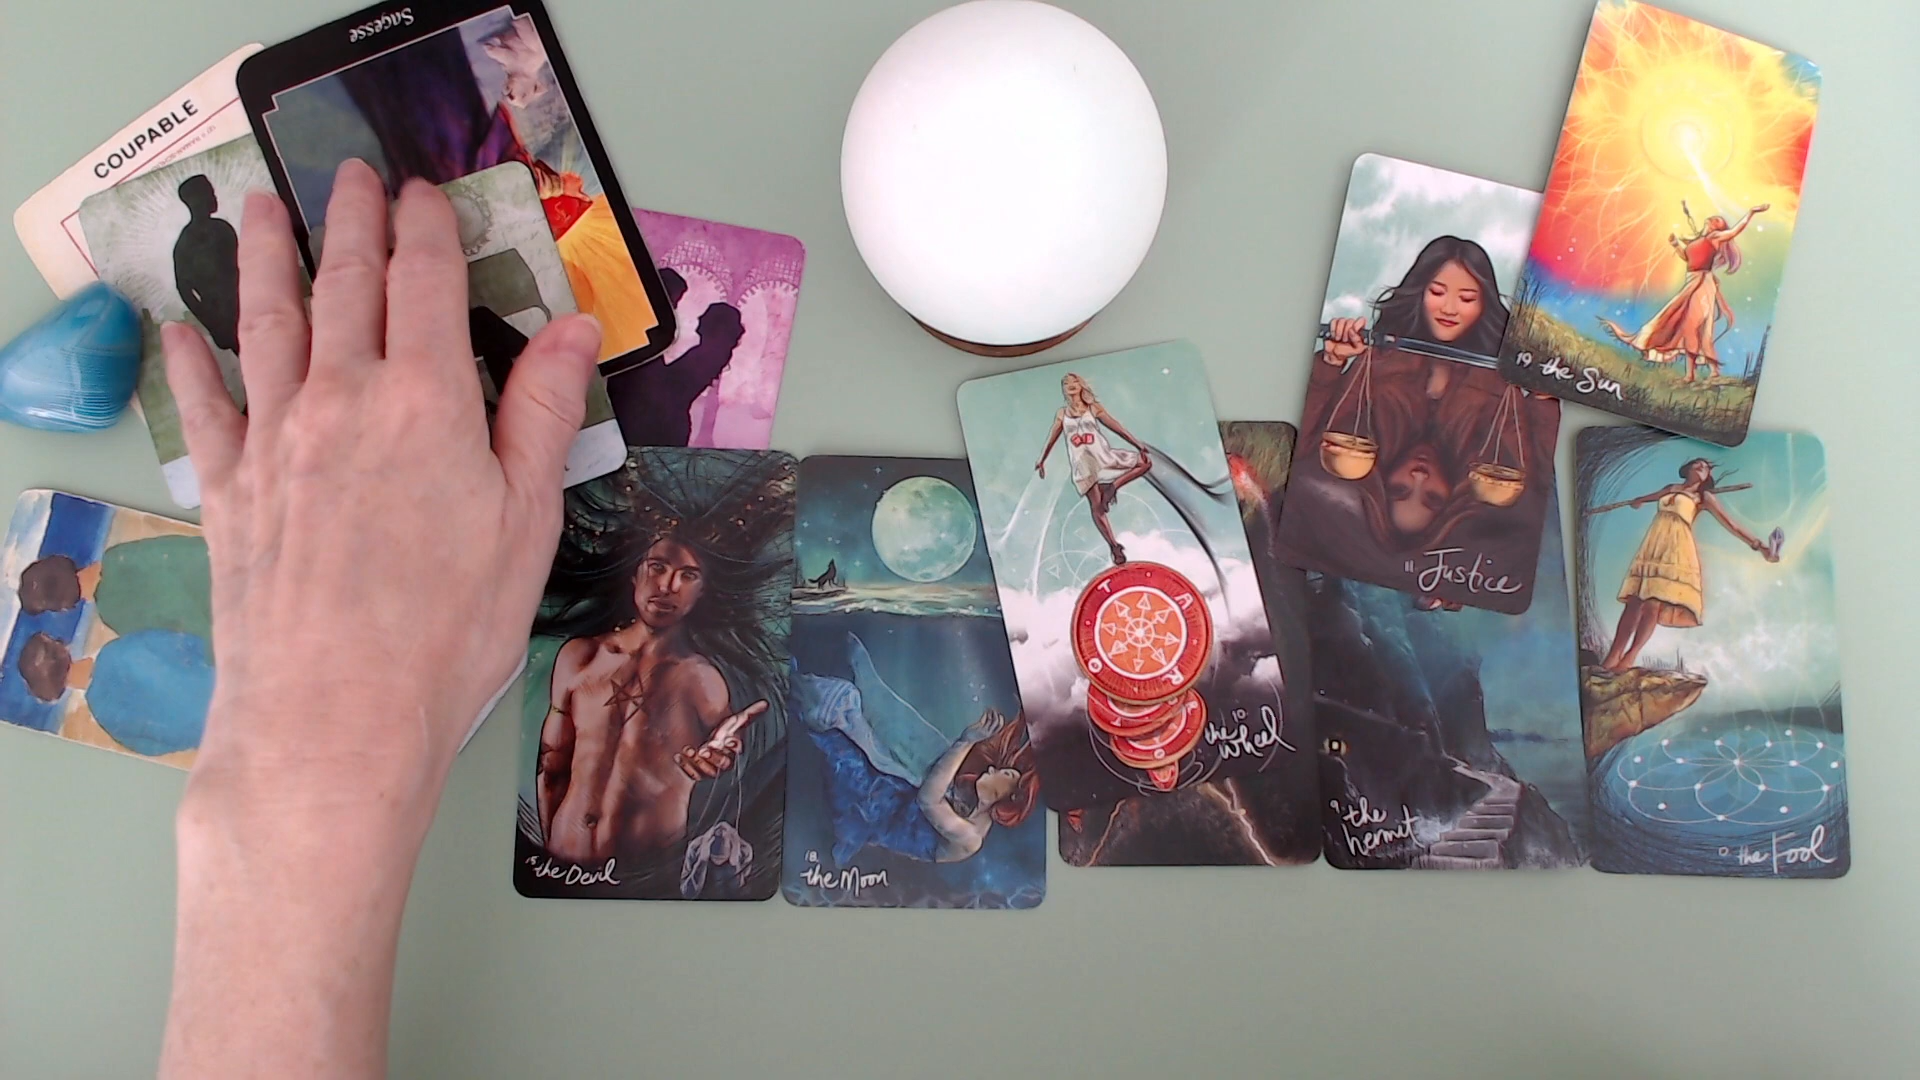 Sagesse
COUPABLE
19 the Sun
11 Justice
T A R O
10
the wheel
9 the
hermit
15 the Devil
18
the Moon
0 the Fool